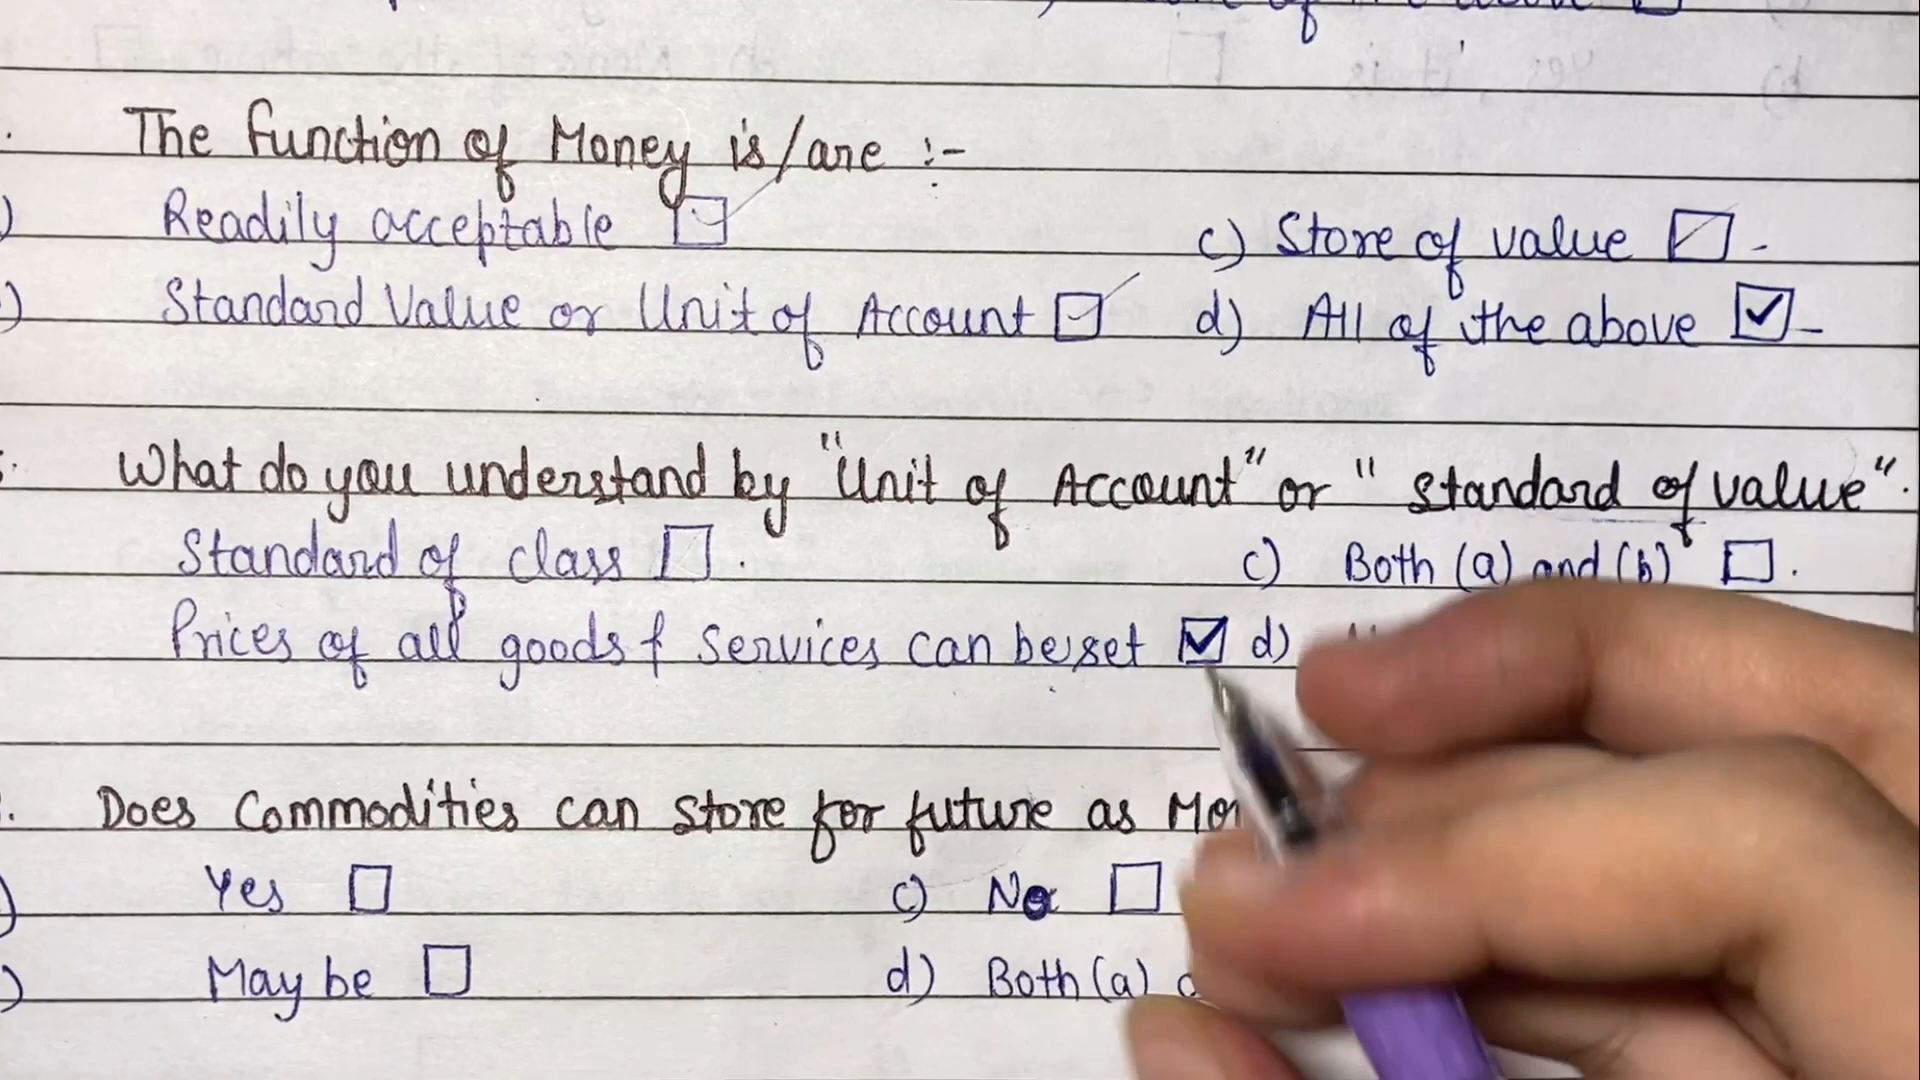 The function of Money is/are :-
Readily acceptable
c) Store of value
Standard Value or Unit of Account
d) All of the above
What do you understand by "Unit of Account" or "Standard of value".
Standard of class
c) Both (a) and (b)
Prices of all goods & Services can be set
d)
Does Commodities can store for future as
Yes
c) No
May be
d) Both (a)